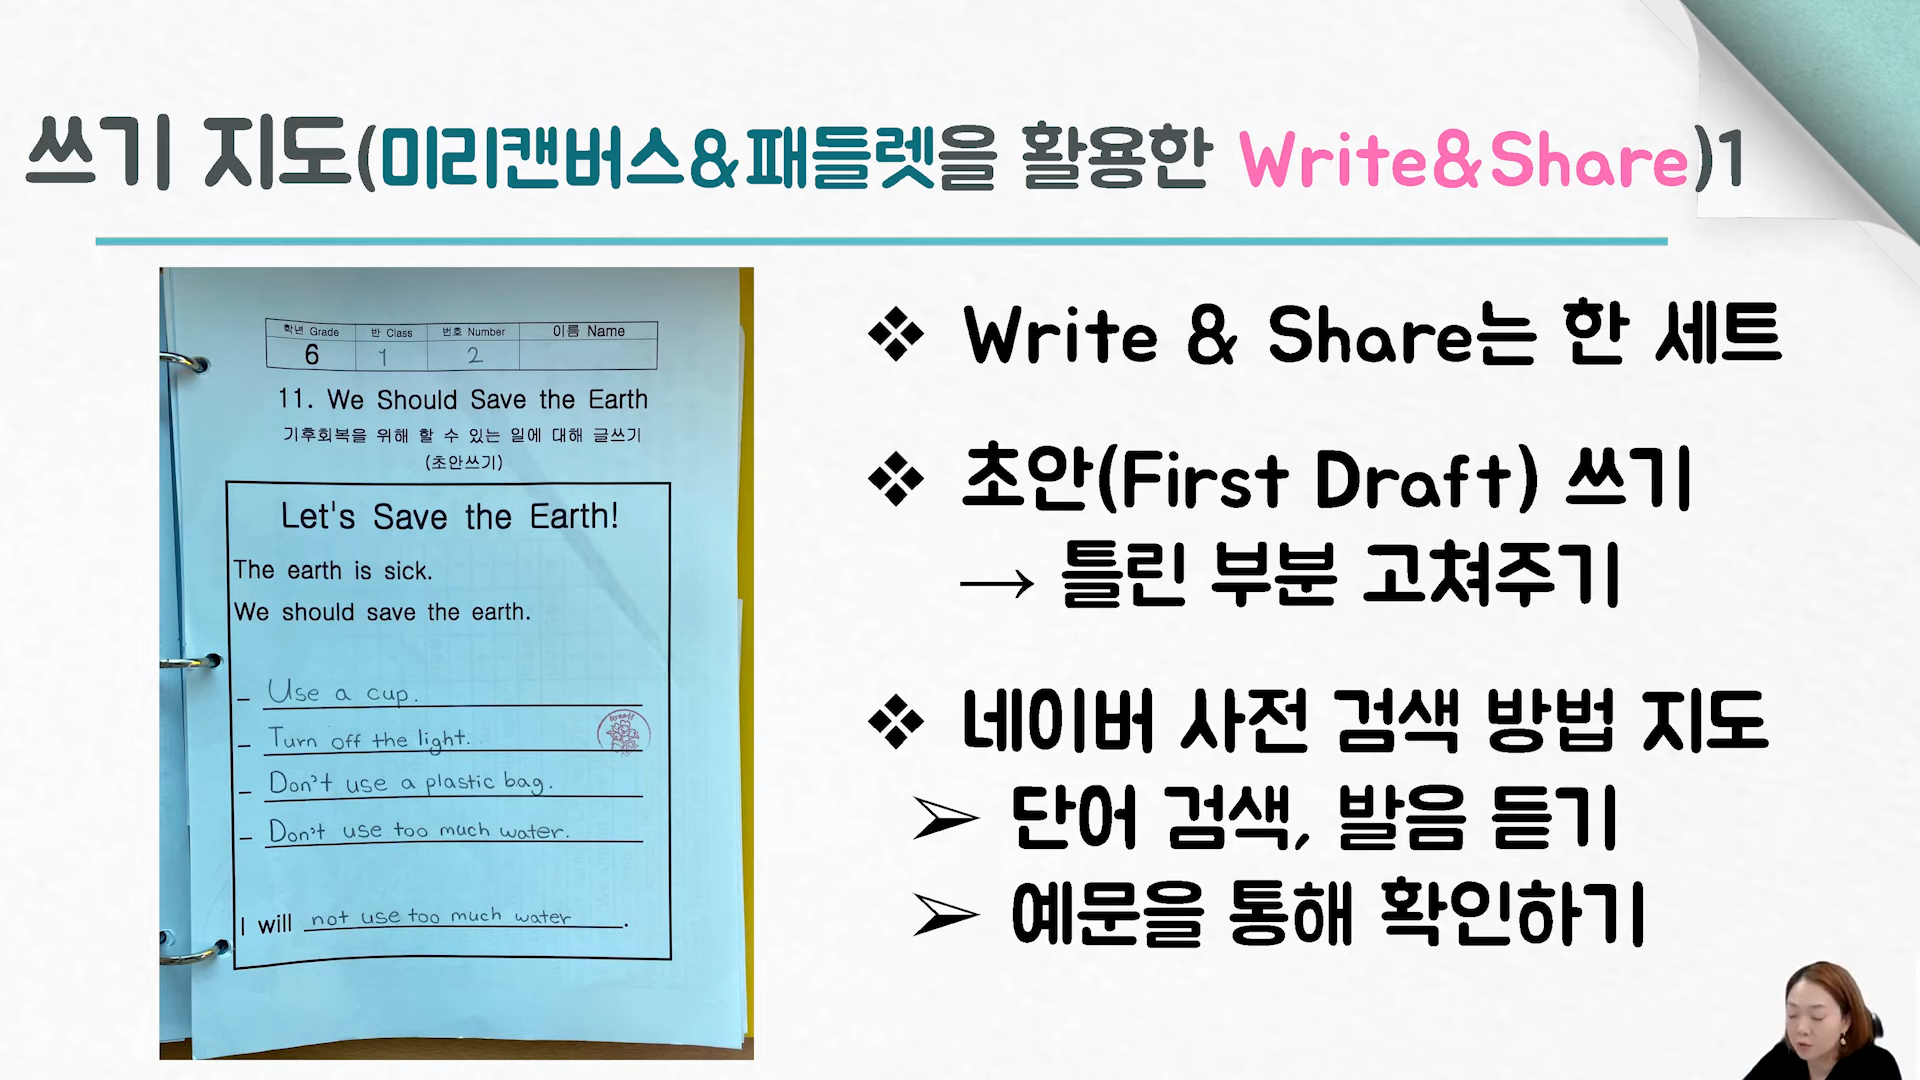 쓰기 지도(미리캔버스&패들렛을 활용한 Write&Share)1
학년 Grade 반 Class 번호 Number 이름 Name
6 1 2
11. We Should Save the Earth
기후회복을 위해 할 수 있는 일에 대해 글쓰기
(초안쓰기)
Let's Save the Earth!
The earth is sick.
We should save the earth.
- Use a cup.
- Turn off the light.
Great!
- Don't use a plastic bag.
- Don't use too much water.
I will not use too much water.
❖ Write & Share는 한 세트
❖ 초안(First Draft) 쓰기
→ 틀린 부분 고쳐주기
❖ 네이버 사전 검색 방법 지도
➢ 단어 검색, 발음 듣기
➢ 예문을 통해 확인하기